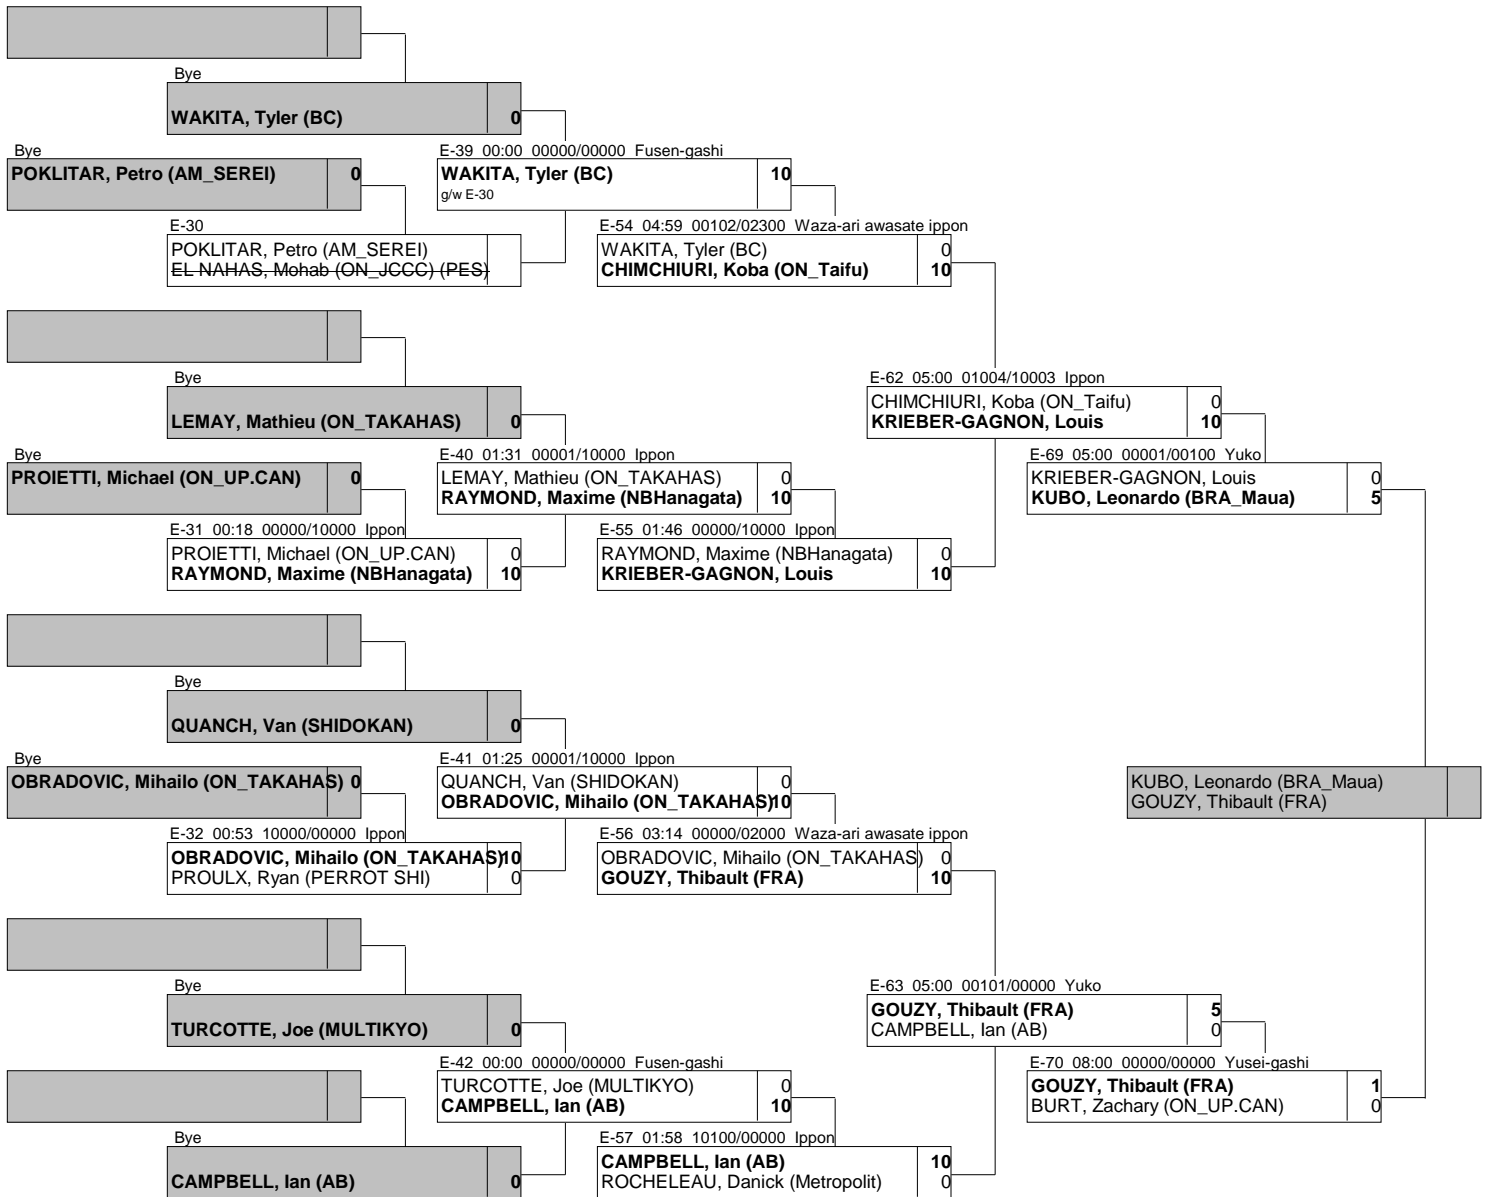 Bye
WAKITA, Tyler (BC) 0
Bye
POKLITAR, Petro (AM_SEREI) 0
E-39 00:00 00000/00000 Fusen-gashi
WAKITA, Tyler (BC) 10
g/w E-30
E-30
POKLITAR, Petro (AM_SEREI)
EL NAHAS, Mohab (ON_JCCC) (PES)
E-54 04:59 00102/02300 Waza-ari awasate ippon
WAKITA, Tyler (BC) 0
CHIMCHIURI, Koba (ON_Taifu) 10
Bye
LEMAY, Mathieu (ON_TAKAHAS) 0
E-62 05:00 01004/10003 Ippon
CHIMCHIURI, Koba (ON_Taifu) 0
KRIEBER-GAGNON, Louis 10
Bye
PROIETTI, Michael (ON_UP.CAN) 0
E-40 01:31 00001/10000 Ippon
LEMAY, Mathieu (ON_TAKAHAS) 0
RAYMOND, Maxime (NBHanagata) 10
E-69 05:00 00001/00100 Yuko
KRIEBER-GAGNON, Louis 0
KUBO, Leonardo (BRA_Maua) 5
E-31 00:18 00000/10000 Ippon
PROIETTI, Michael (ON_UP.CAN) 0
RAYMOND, Maxime (NBHanagata) 10
E-55 01:46 00000/10000 Ippon
RAYMOND, Maxime (NBHanagata) 0
KRIEBER-GAGNON, Louis 10
Bye
QUANCH, Van (SHIDOKAN) 0
Bye
OBRADOVIC, Mihailo (ON_TAKAHAS) 0
E-41 01:25 00001/10000 Ippon
QUANCH, Van (SHIDOKAN) 0
OBRADOVIC, Mihailo (ON_TAKAHAS) 10
KUBO, Leonardo (BRA_Maua)
GOUZY, Thibault (FRA)
E-32 00:53 10000/00000 Ippon
OBRADOVIC, Mihailo (ON_TAKAHAS) 10
PROULX, Ryan (PERROT SHI) 0
E-56 03:14 00000/02000 Waza-ari awasate ippon
OBRADOVIC, Mihailo (ON_TAKAHAS) 0
GOUZY, Thibault (FRA) 10
Bye
TURCOTTE, Joe (MULTIKYO) 0
E-63 05:00 00101/00000 Yuko
GOUZY, Thibault (FRA) 5
CAMPBELL, Ian (AB) 0
E-42 00:00 00000/00000 Fusen-gashi
TURCOTTE, Joe (MULTIKYO) 0
CAMPBELL, Ian (AB) 10
E-70 08:00 00000/00000 Yusei-gashi
GOUZY, Thibault (FRA) 1
BURT, Zachary (ON_UP.CAN) 0
Bye
CAMPBELL, Ian (AB) 0
E-57 01:58 10100/00000 Ippon
CAMPBELL, Ian (AB) 10
ROCHELEAU, Danick (Metropolit) 0